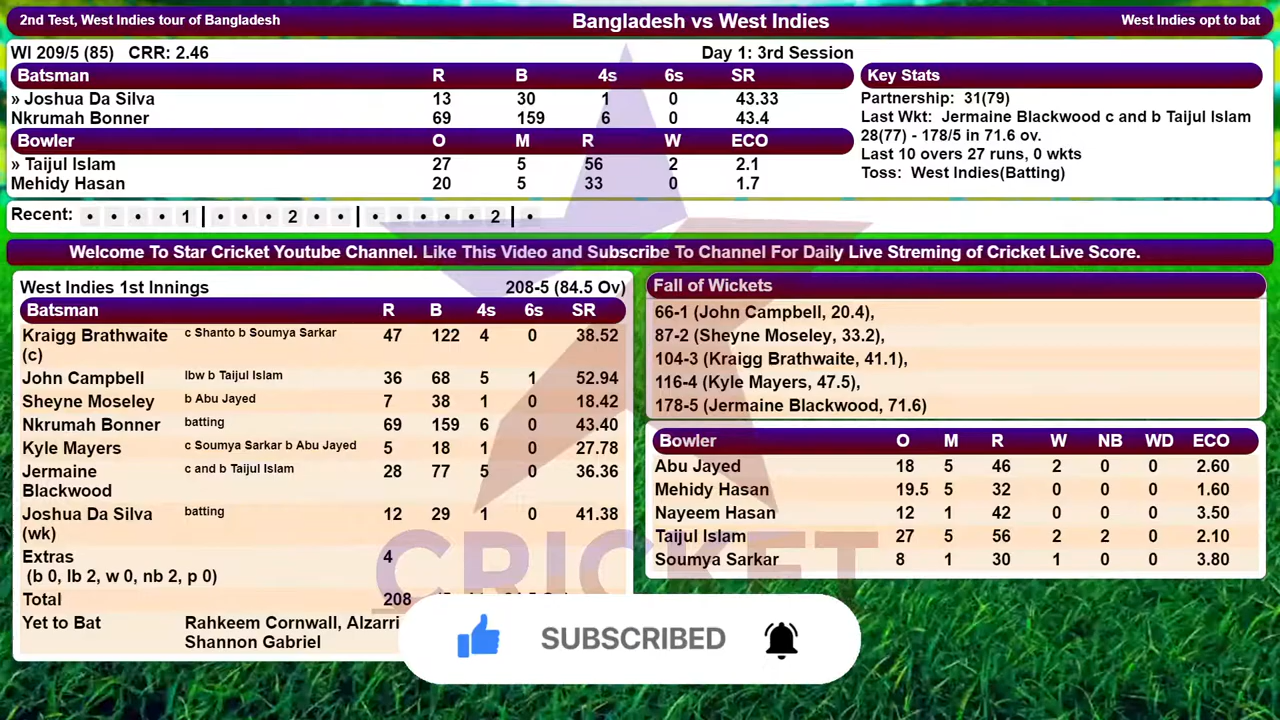 2nd Test, West Indies tour of Bangladesh Bangladesh vs West Indies West Indies opt to bat
WI 209/5 (85) CRR: 2.46 Day 1: 3rd Session
Batsman R B 4s 6s SR
» Joshua Da Silva 13 30 1 0 43.33
Nkrumah Bonner 69 159 6 0 43.4
Bowler O M R W ECO
» Taijul Islam 27 5 56 2 2.1
Mehidy Hasan 20 5 33 0 1.7
Key Stats
Partnership: 31(79)
Last Wkt: Jermaine Blackwood c and b Taijul Islam
28(77) - 178/5 in 71.6 ov.
Last 10 overs 27 runs, 0 wkts
Toss: West Indies(Batting)
Recent: • • • • 1 | • • • 2 • • | • • • • • 2 | •
Welcome To Star Cricket Youtube Channel. Like This Video and Subscribe To Channel For Daily Live Streming of Cricket Live Score.
West Indies 1st Innings 208-5 (84.5 Ov)
Batsman R B 4s 6s SR
Kraigg Brathwaite c Shanto b Soumya Sarkar 47 122 4 0 38.52
(c)
John Campbell lbw b Taijul Islam 36 68 5 1 52.94
Sheyne Moseley b Abu Jayed 7 38 1 0 18.42
Nkrumah Bonner batting 69 159 6 0 43.40
Kyle Mayers c Soumya Sarkar b Abu Jayed 5 18 1 0 27.78
Jermaine c and b Taijul Islam 28 77 5 0 36.36
Blackwood
Joshua Da Silva batting 12 29 1 0 41.38
(wk)
Extras 4
(b 0, lb 2, w 0, nb 2, p 0)
Total 208
Yet to Bat Rahkeem Cornwall, Alzarri
Shannon Gabriel
Fall of Wickets
66-1 (John Campbell, 20.4),
87-2 (Sheyne Moseley, 33.2),
104-3 (Kraigg Brathwaite, 41.1),
116-4 (Kyle Mayers, 47.5),
178-5 (Jermaine Blackwood, 71.6)
Bowler O M R W NB WD ECO
Abu Jayed 18 5 46 2 0 0 2.60
Mehidy Hasan 19.5 5 32 0 0 0 1.60
Nayeem Hasan 12 1 42 0 0 0 3.50
Taijul Islam 27 5 56 2 2 0 2.10
Soumya Sarkar 8 1 30 1 0 0 3.80
CRICKET
SUBSCRIBED